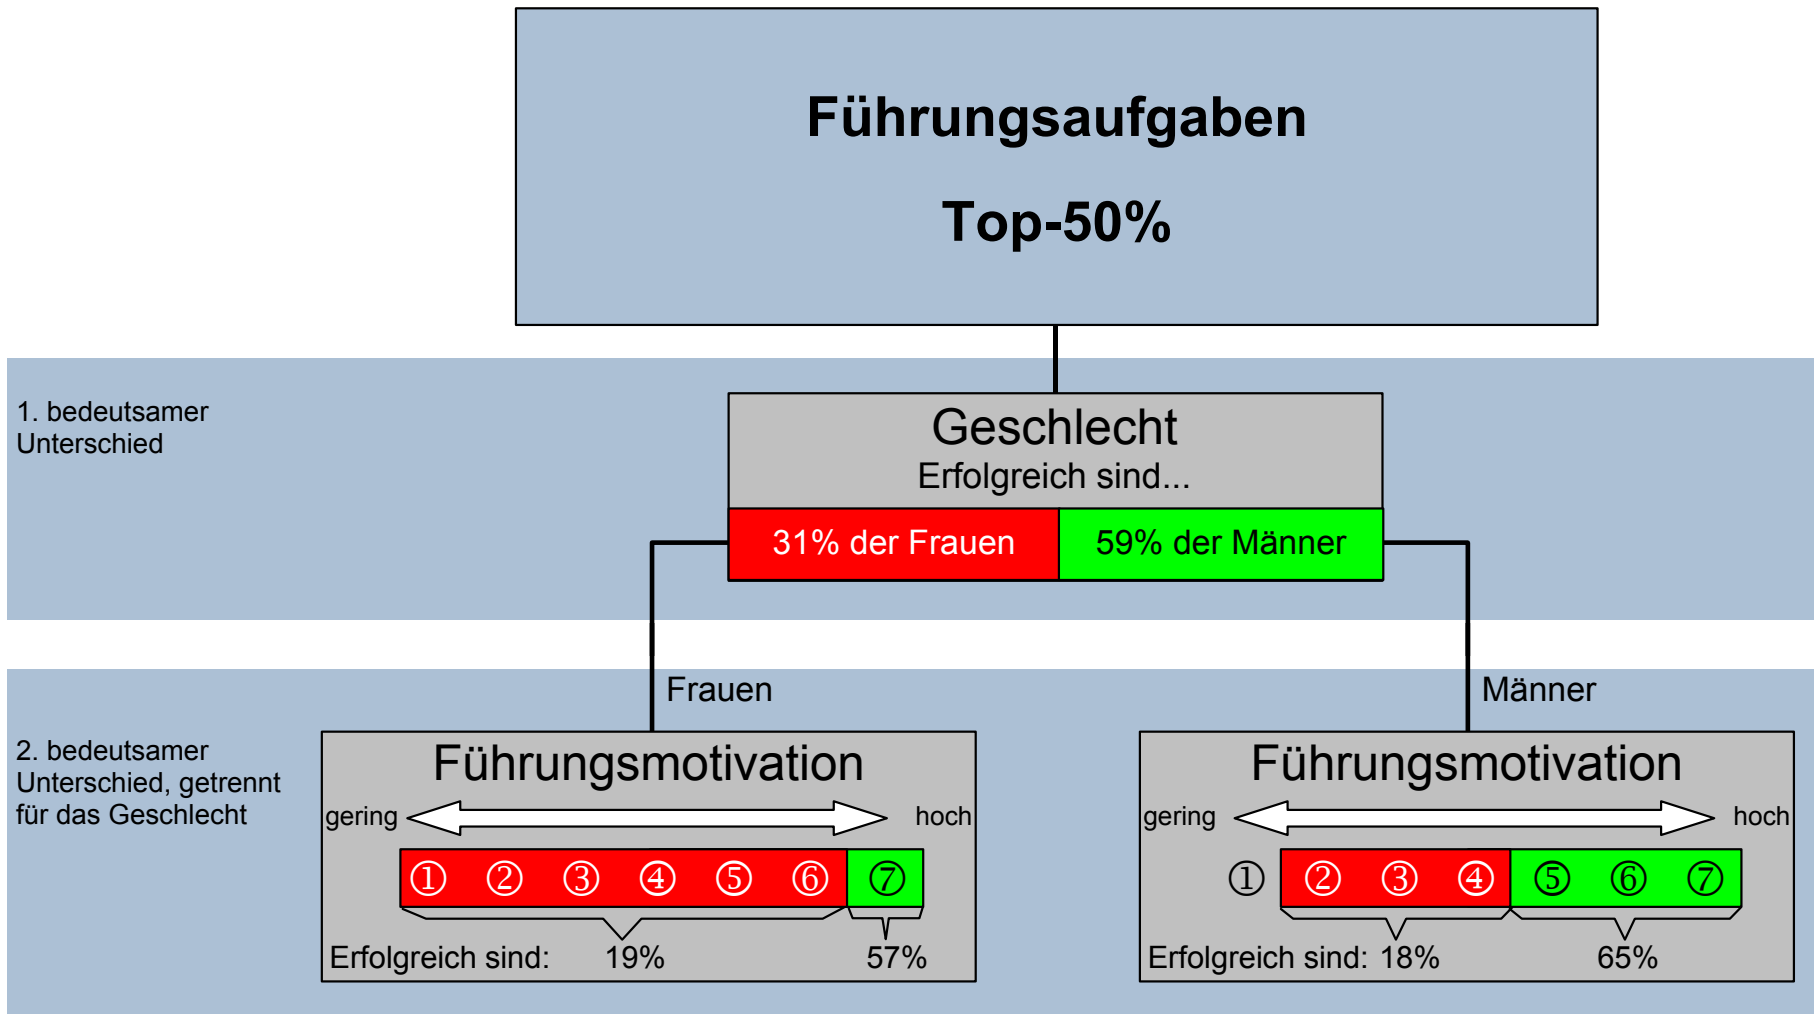 Führungsaufgaben
Top-50%
1. bedeutsamer
Unterschied
Geschlecht
Erfolgreich sind...
31% der Frauen
59% der Männer
Frauen
Männer
2. bedeutsamer
Unterschied, getrennt
für das Geschlecht
Führungsmotivation
gering
hoch
① ② ③ ④ ⑤ ⑥ ⑦
Erfolgreich sind: 19% 57%
Führungsmotivation
gering
hoch
① ② ③ ④ ⑤ ⑥ ⑦
Erfolgreich sind: 18% 65%